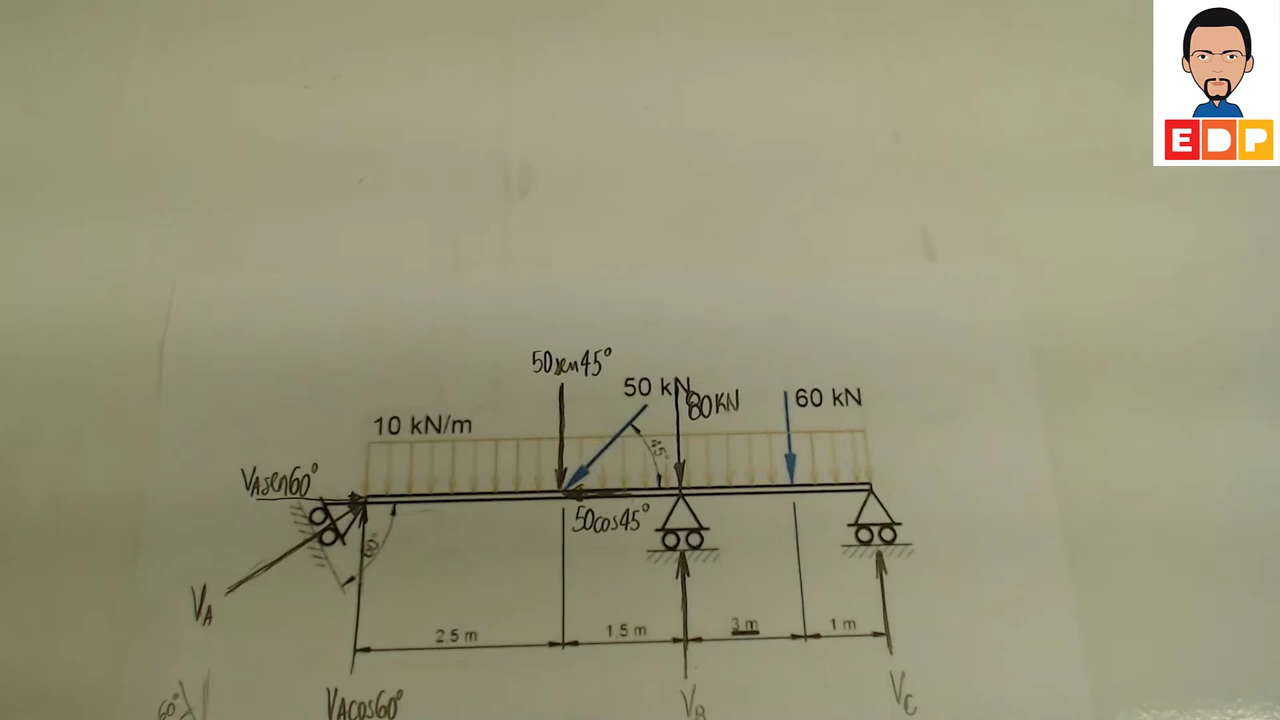 EDP
50sen45°
50 kN
80KN
60 kN
10 kN/m
45°
VAsen60°
50cos45°
60°
VA
2.5 m
1.5 m
3 m
1 m
60°
VAcos60°
VB
VC